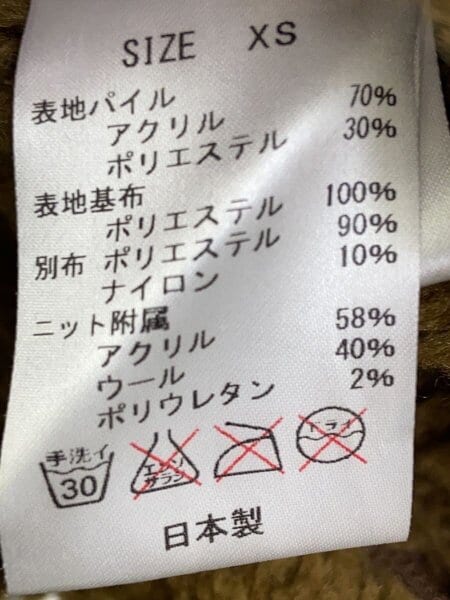 SIZE XS
表地パイル
アクリル 70%
ポリエステル 30%
表地基布
ポリエステル 100%
別布 ポリエステル 90%
ナイロン 10%
ニット附属
アクリル 58%
ウール 40%
ポリウレタン 2%
手洗イ 30 エンソ サラシ ドライ
日本製